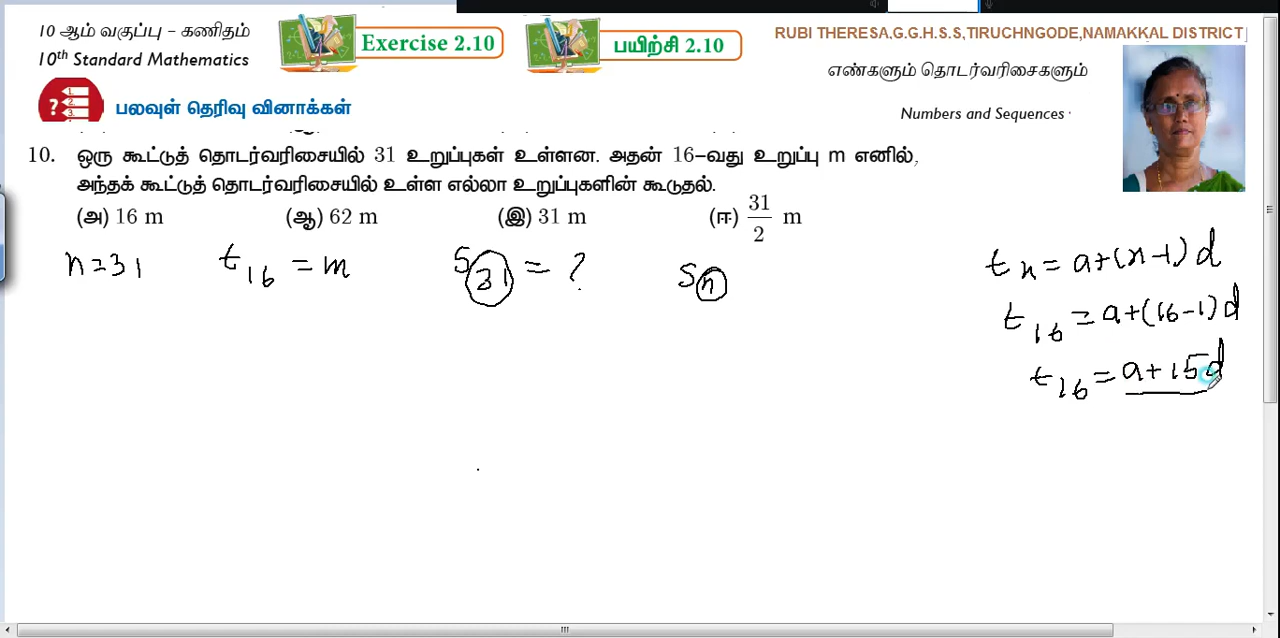 10 ஆம் வகுப்பு – கணிதம்
10th Standard Mathematics
Exercise 2.10
பயிற்சி 2.10
RUBI THERESA,G.G.H.S.S,TIRUCHNGODE,NAMAKKAL DISTRICT
எண்களும் தொடர்வரிசைகளும்
Numbers and Sequences
பலவுள் தெரிவு வினாக்கள்
10. ஒரு கூட்டுத் தொடர்வரிசையில் 31 உறுப்புகள் உள்ளன. அதன் 16–வது உறுப்பு m எனில்,
அந்தக் கூட்டுத் தொடர்வரிசையில் உள்ள எல்லா உறுப்புகளின் கூடுதல்.
(அ) 16 m (ஆ) 62 m (இ) 31 m (ஈ) 31/2 m
n=31 t16 = m S31 = ? Sn
tn = a+(n-1)d
t16 = a+(16-1)d
t16 = a+15d